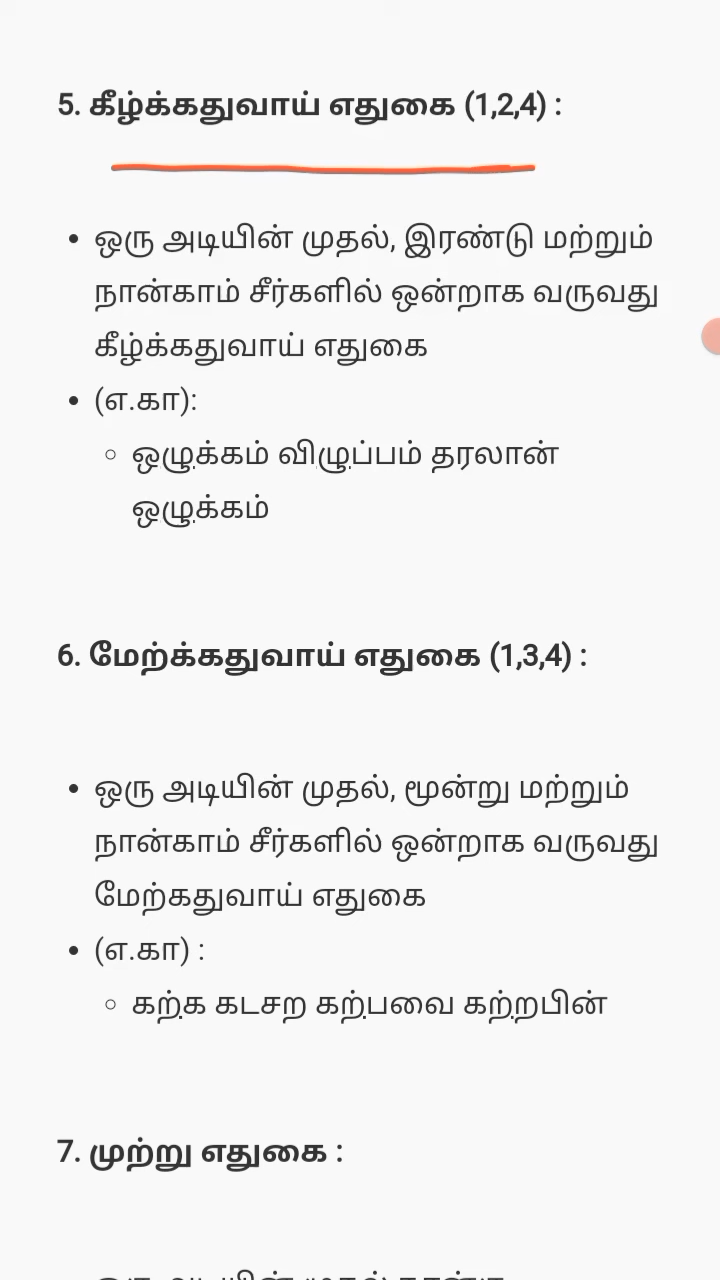 5. கீழ்க்கதுவாய் எதுகை (1,2,4) :
• ஒரு அடியின் முதல், இரண்டு மற்றும்
நான்காம் சீர்களில் ஒன்றாக வருவது
கீழ்க்கதுவாய் எதுகை
• (எ.கா):
◦ ஒழுக்கம் விழுப்பம் தரலான்
ஒழுக்கம்
6. மேற்க்கதுவாய் எதுகை (1,3,4) :
• ஒரு அடியின் முதல், மூன்று மற்றும்
நான்காம் சீர்களில் ஒன்றாக வருவது
மேற்கதுவாய் எதுகை
• (எ.கா) :
◦ கற்க கடசற கற்பவை கற்றபின்
7. முற்று எதுகை :